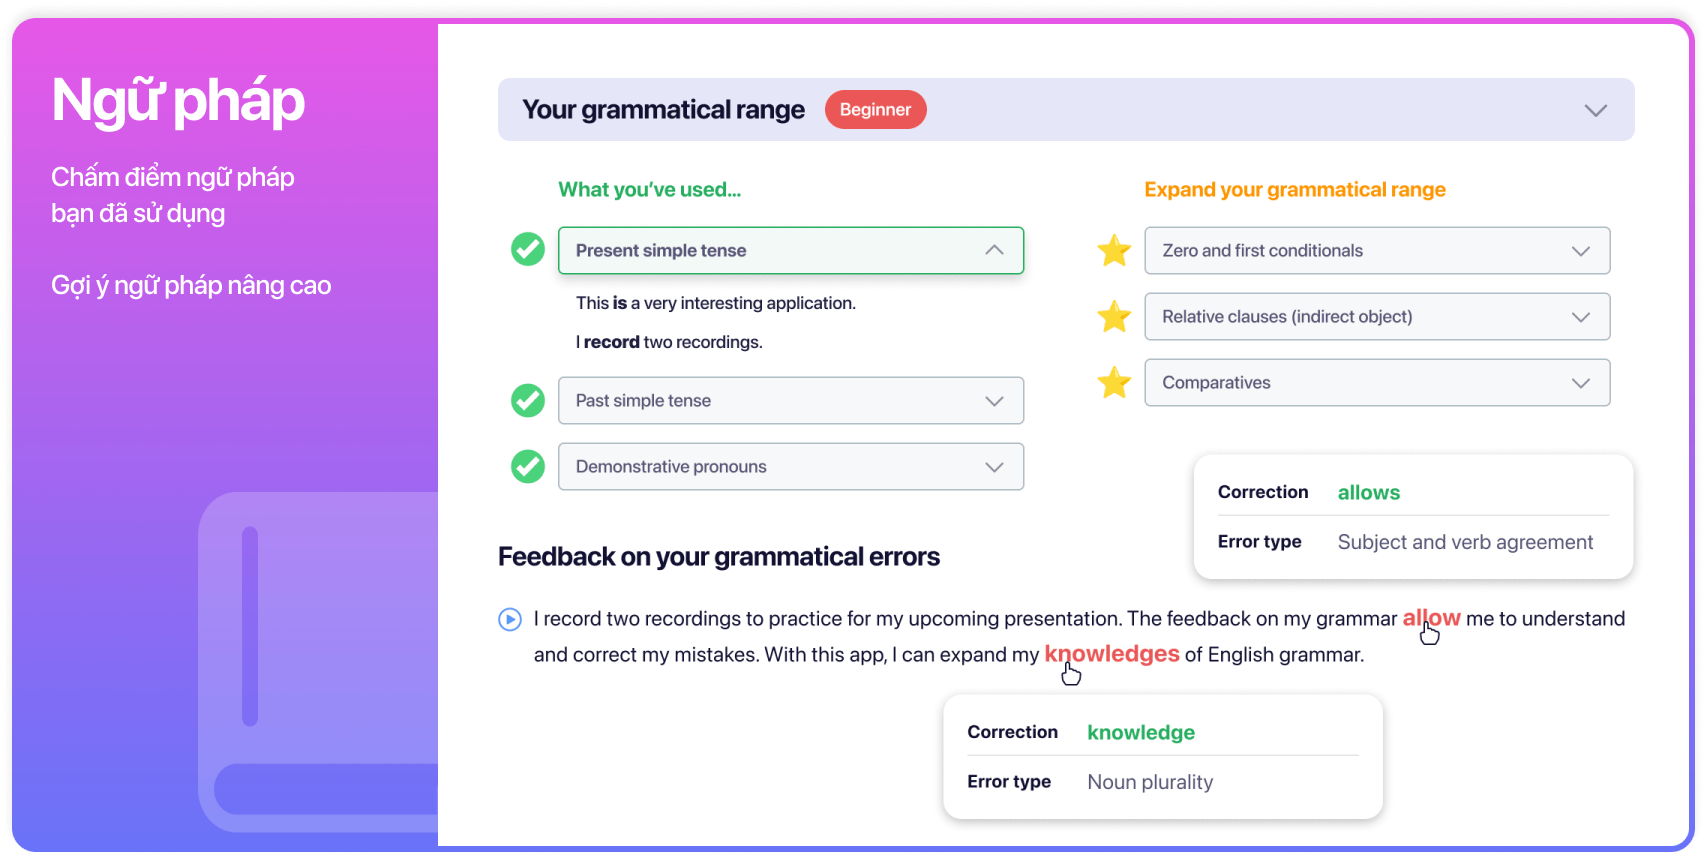 Ngữ pháp
Chấm điểm ngữ pháp
bạn đã sử dụng
Gợi ý ngữ pháp nâng cao
Your grammatical range
Beginner
What you’ve used...
Present simple tense
This is a very interesting application.
I record two recordings.
Past simple tense
Demonstrative pronouns
Expand your grammatical range
Zero and first conditionals
Relative clauses (indirect object)
Comparatives
Correction allows
Error type Subject and verb agreement
Feedback on your grammatical errors
I record two recordings to practice for my upcoming presentation. The feedback on my grammar allow me to understand
and correct my mistakes. With this app, I can expand my knowledges of English grammar.
Correction knowledge
Error type Noun plurality